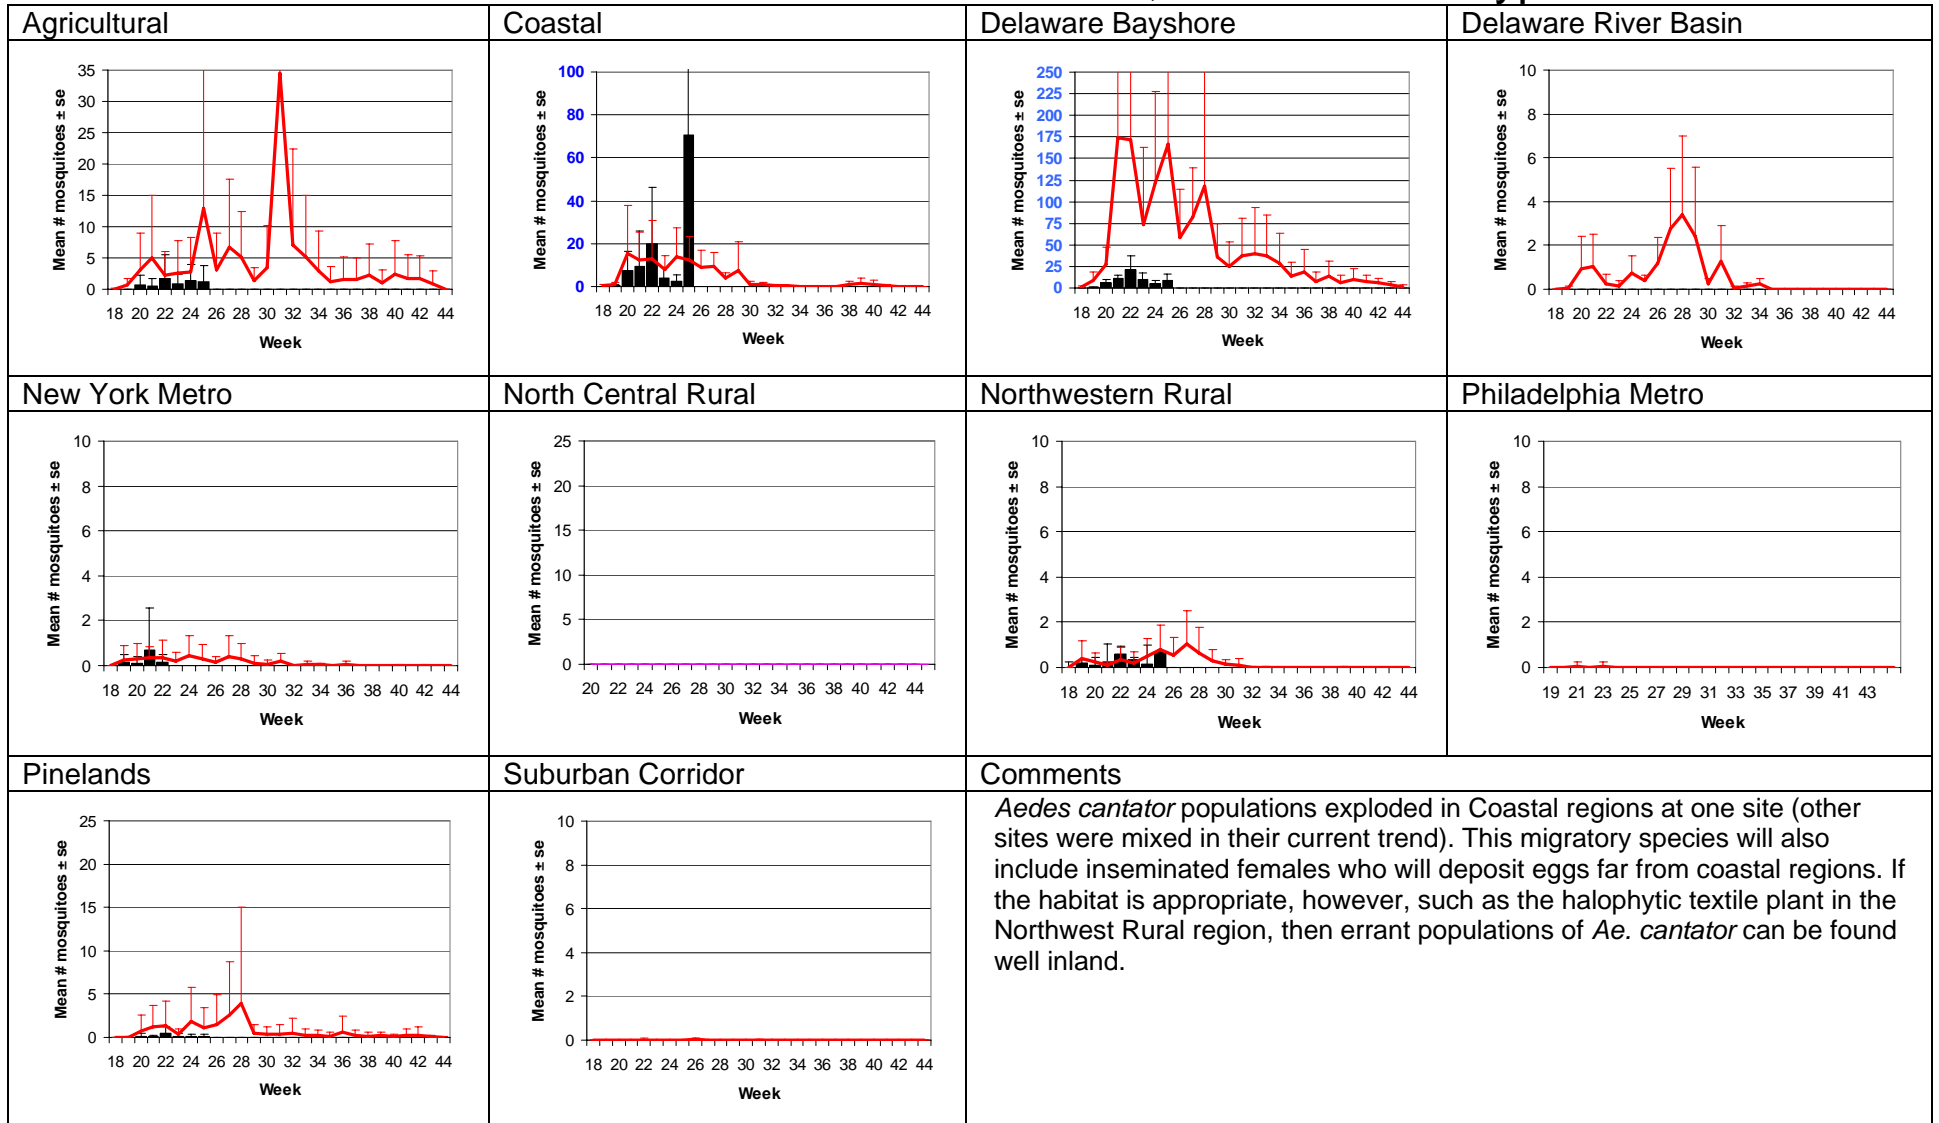 Agricultural
Coastal
Delaware Bayshore
Delaware River Basin
35
30
25
20
15
10
5
0
Mean # mosquitoes ± se
18 20 22 24 26 28 30 32 34 36 38 40 42 44
Week
100
80
60
40
20
0
Mean # mosquitoes ± se
18 20 22 24 26 28 30 32 34 36 38 40 42 44
Week
250
225
200
175
150
125
100
75
50
25
0
Mean # mosquitoes ± se
18 20 22 24 26 28 30 32 34 36 38 40 42 44
Week
10
8
6
4
2
0
Mean # mosquitoes ± se
18 20 22 24 26 28 30 32 34 36 38 40 42 44
Week
New York Metro
North Central Rural
Northwestern Rural
Philadelphia Metro
10
8
6
4
2
0
Mean # mosquitoes ± se
18 20 22 24 26 28 30 32 34 36 38 40 42 44
Week
25
20
15
10
5
0
Mean # mosquitoes ± se
20 22 24 26 28 30 32 34 36 38 40 42 44
Week
10
8
6
4
2
0
Mean # mosquitoes ± se
18 20 22 24 26 28 30 32 34 36 38 40 42 44
Week
10
8
6
4
2
0
Mean # mosquitoes ± se
19 21 23 25 27 29 31 33 35 37 39 41 43
Week
Pinelands
Suburban Corridor
Comments
25
20
15
10
5
0
Mean # mosquitoes ± se
18 20 22 24 26 28 30 32 34 36 38 40 42 44
Week
10
8
6
4
2
0
Mean # mosquitoes ± se
18 20 22 24 26 28 30 32 34 36 38 40 42 44
Week
Aedes cantator populations exploded in Coastal regions at one site (other
sites were mixed in their current trend). This migratory species will also
include inseminated females who will deposit eggs far from coastal regions. If
the habitat is appropriate, however, such as the halophytic textile plant in the
Northwest Rural region, then errant populations of Ae. cantator can be found
well inland.